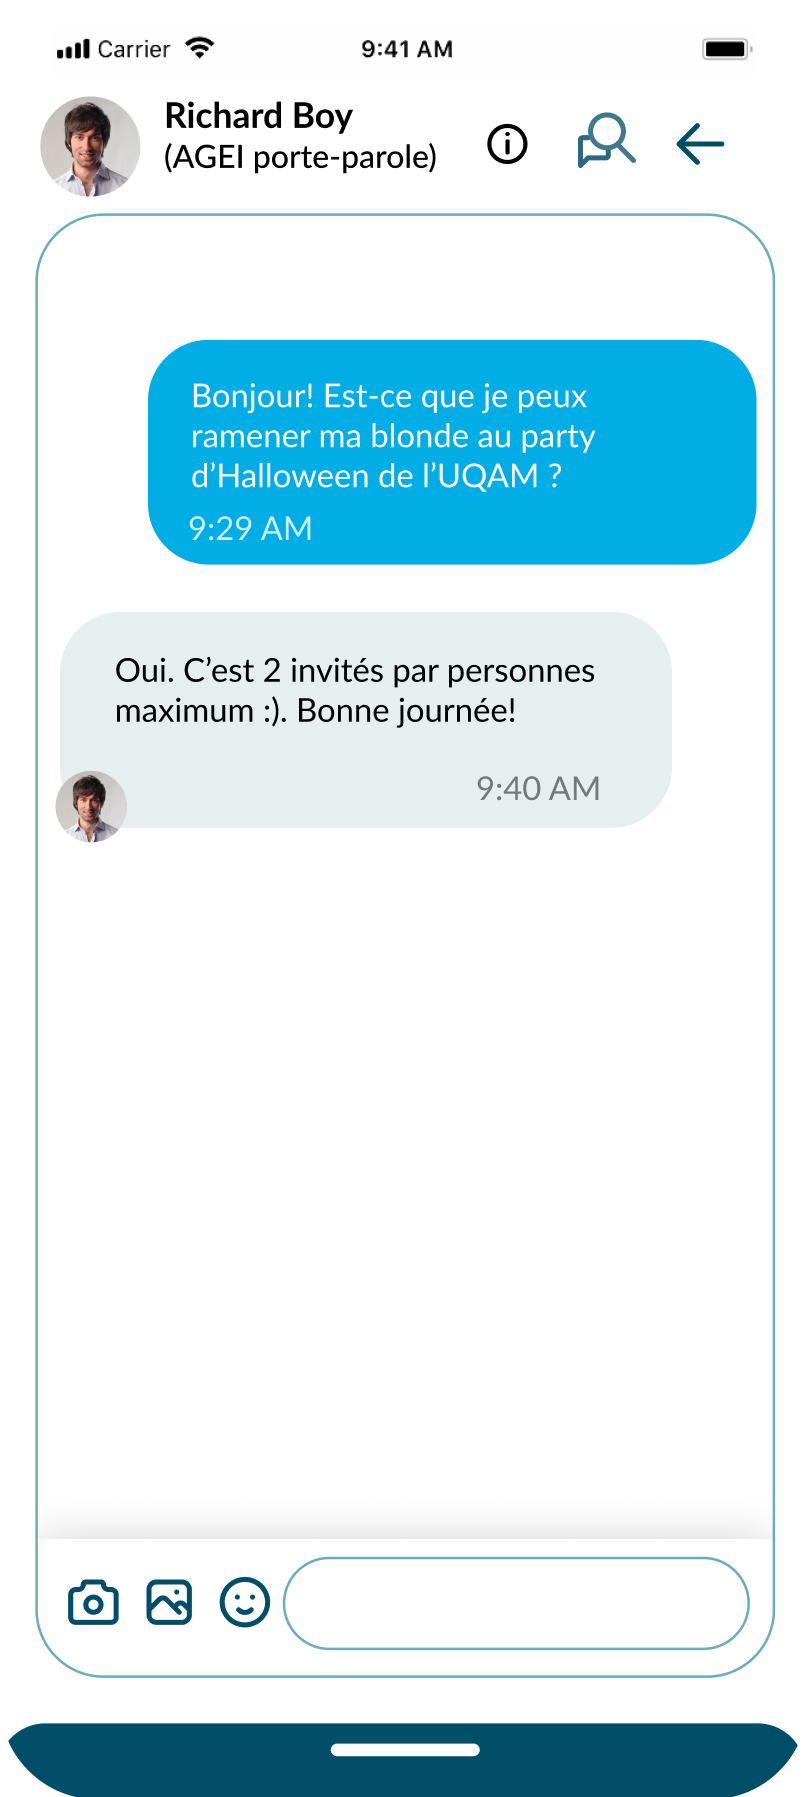 Carrier
9:41 AM
Richard Boy
(AGEI porte-parole)
Bonjour! Est-ce que je peux
ramener ma blonde au party
d’Halloween de l’UQAM ?
9:29 AM
Oui. C’est 2 invités par personnes
maximum :). Bonne journée!
9:40 AM